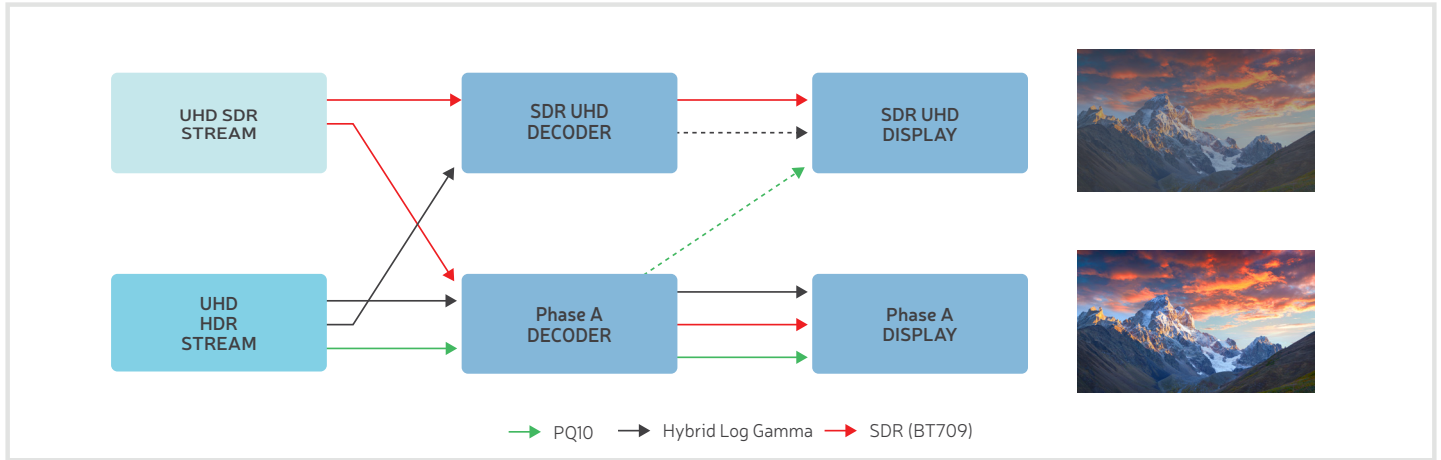 UHD SDR
STREAM
SDR UHD
DECODER
SDR UHD
DISPLAY
UHD
HDR
STREAM
Phase A
DECODER
Phase A
DISPLAY
PQ10
Hybrid Log Gamma
SDR (BT709)